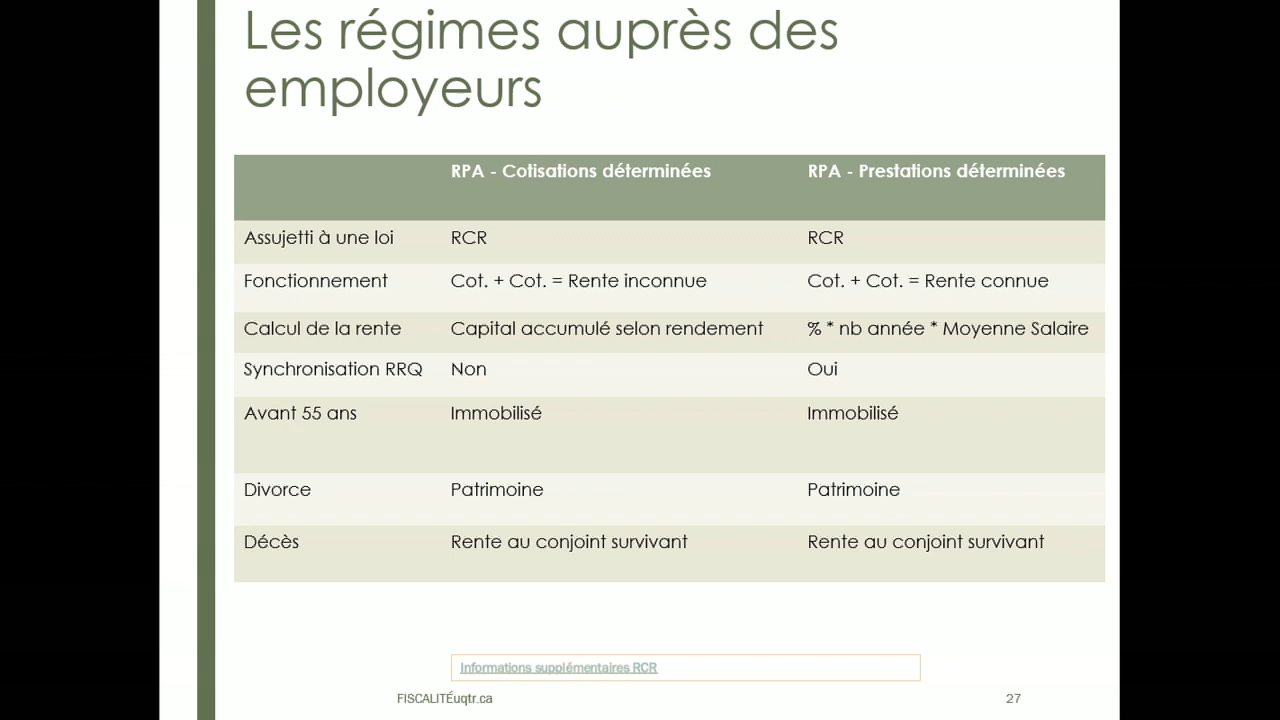 Les régimes auprès des
employeurs
RPA - Cotisations déterminées RPA - Prestations déterminées
Assujetti à une loi RCR RCR
Fonctionnement Cot. + Cot. = Rente inconnue Cot. + Cot. = Rente connue
Calcul de la rente Capital accumulé selon rendement % * nb année * Moyenne Salaire
Synchronisation RRQ Non Oui
Avant 55 ans Immobilisé Immobilisé
Divorce Patrimoine Patrimoine
Décès Rente au conjoint survivant Rente au conjoint survivant
Informations supplémentaires RCR
FISCALITÉuqtr.ca 27